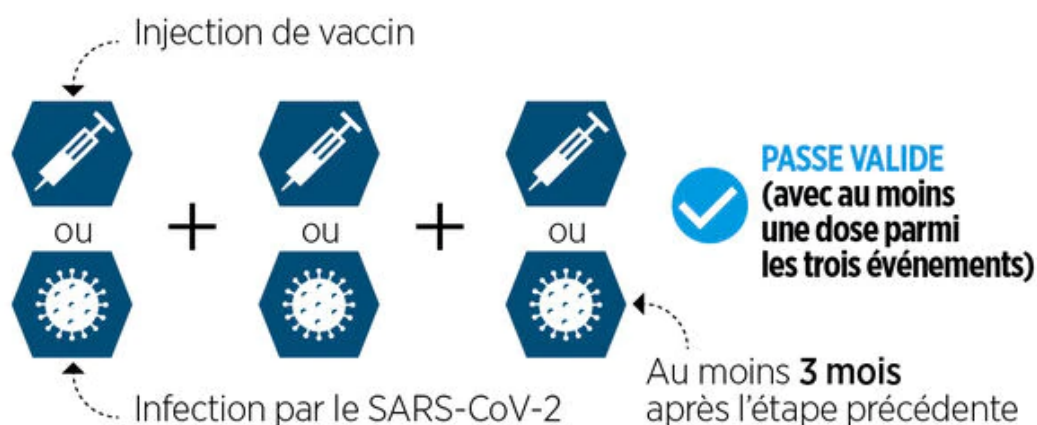 Injection de vaccin
ou
ou
ou
PASSE VALIDE
(avec au moins
une dose parmi
les trois événements)
Infection par le SARS-CoV-2
Au moins 3 mois
après l'étape précédente